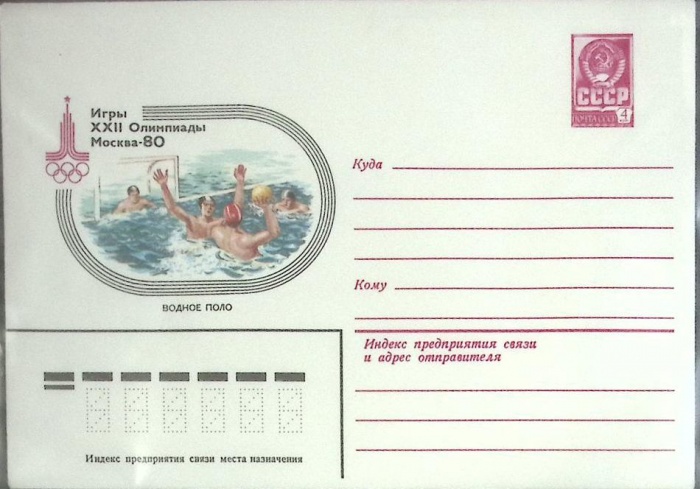 Игры
XXII Олимпиады
Москва-80
ВОДНОЕ ПОЛО
СССР
ПОЧТА СССР 4
Куда
Кому
Индекс предприятия связи
и адрес отправителя
Индекс предприятия связи места назначения